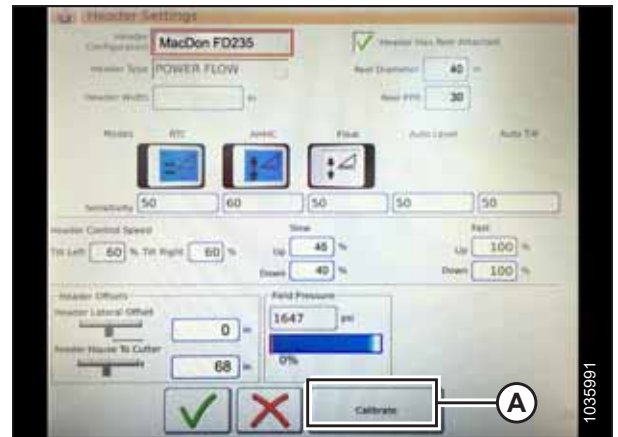 Header Settings
Header Configuration MacDon FD235
Header Has Reel Attached
Header Type POWER FLOW
Reel Diameter 40 in
Header Width in
Reel PPR 30
Modes RTC AHHC Float Auto Level Auto Tilt
Sensitivity 50 60 50 50 50
Header Control Speed Slow Fast
Tilt Left 60 % Tilt Right 60 % Up 45 % Up 100 %
Down 40 % Down 100 %
Header Offsets Field Pressure
Header Lateral Offset 1647 psi
0 in
Feeder House To Cutter 0%
68 in
Calibrate
A
1035991